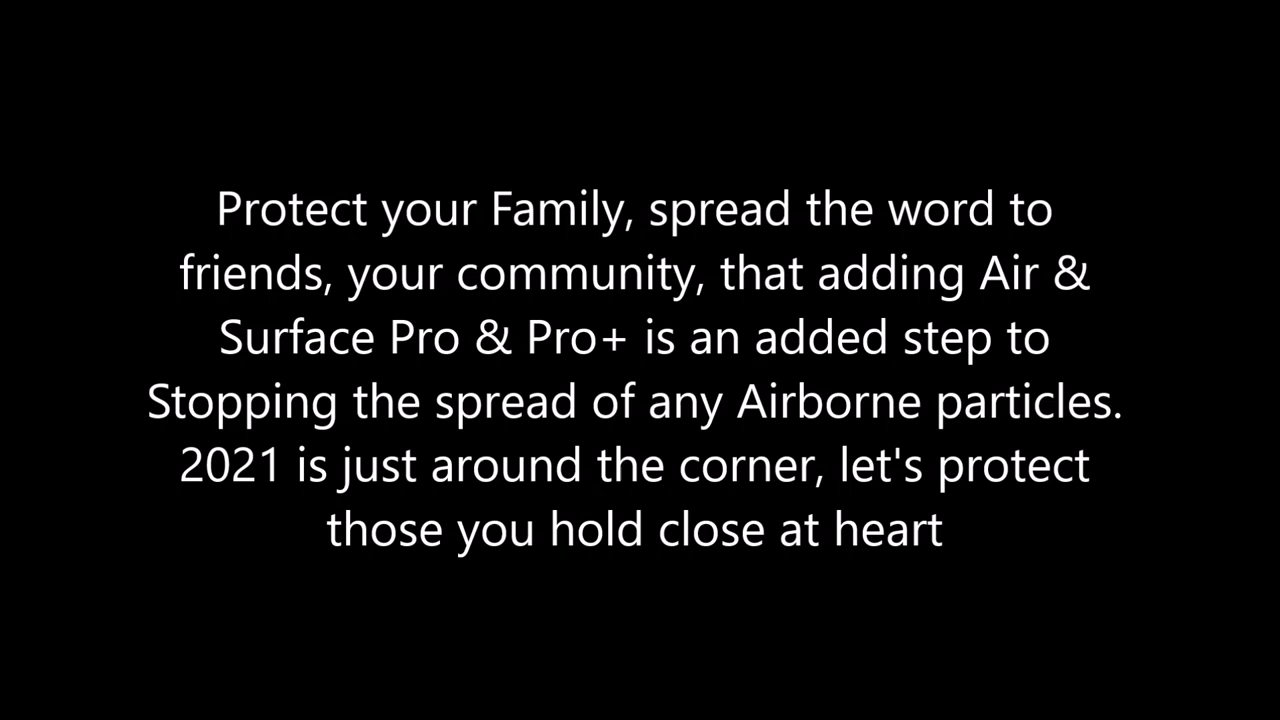 Protect your Family, spread the word to
friends, your community, that adding Air &
Surface Pro & Pro+ is an added step to
Stopping the spread of any Airborne particles.
2021 is just around the corner, let's protect
those you hold close at heart